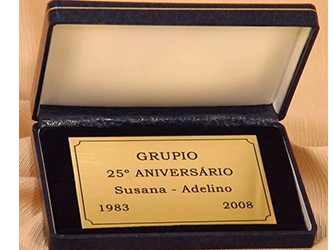 GRUPIO
25º ANIVERSÁRIO
Susana - Adelino
1983 2008